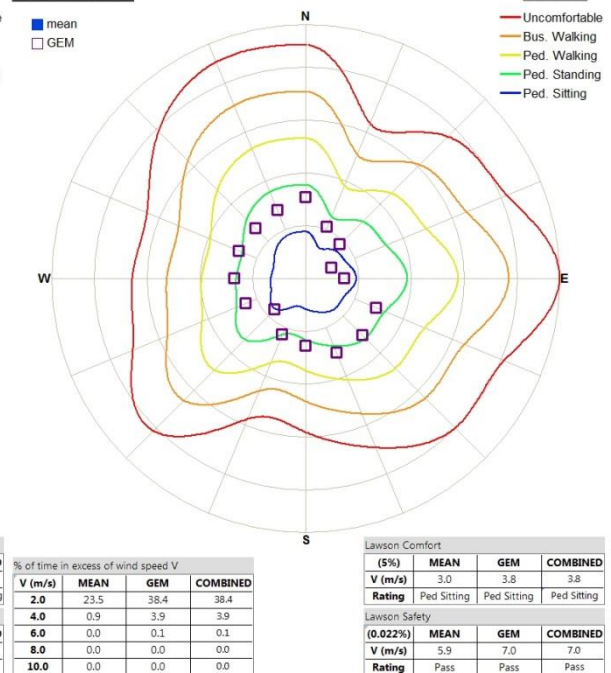 N
mean
GEM
Uncomfortable
Bus. Walking
Ped. Walking
Ped. Standing
Ped. Sitting
W
E
S
% of time in excess of wind speed V
V (m/s) MEAN GEM COMBINED
2.0 23.5 38.4 38.4
4.0 0.9 3.9 3.9
6.0 0.0 0.1 0.1
8.0 0.0 0.0 0.0
10.0 0.0 0.0 0.0
Lawson Comfort
(5%) MEAN GEM COMBINED
V (m/s) 3.0 3.8 3.8
Rating Ped Sitting Ped Sitting Ped Sitting
Lawson Safety
(0.022%) MEAN GEM COMBINED
V (m/s) 5.9 7.0 7.0
Rating Pass Pass Pass